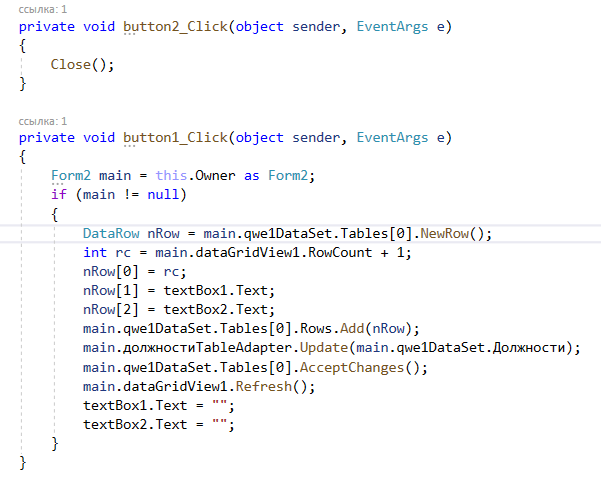 ссылка: 1
private void button2_Click(object sender, EventArgs e)
{
    Close();
}
ссылка: 1
private void button1_Click(object sender, EventArgs e)
{
    Form2 main = this.Owner as Form2;
    if (main != null)
    {
        DataRow nRow = main.qwe1DataSet.Tables[0].NewRow();
        int rc = main.dataGridView1.RowCount + 1;
        nRow[0] = rc;
        nRow[1] = textBox1.Text;
        nRow[2] = textBox2.Text;
        main.qwe1DataSet.Tables[0].Rows.Add(nRow);
        main.должностиTableAdapter.Update(main.qwe1DataSet.Должности);
        main.qwe1DataSet.Tables[0].AcceptChanges();
        main.dataGridView1.Refresh();
        textBox1.Text = "";
        textBox2.Text = "";
    }
}